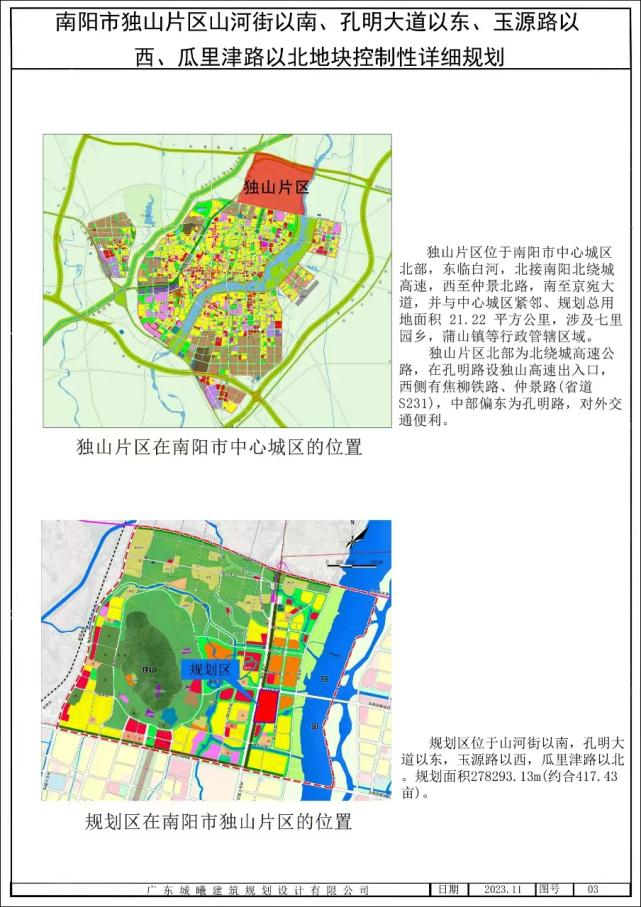 南阳市独山片区山河街以南、孔明大道以东、玉源路以
西、瓜里津路以北地块控制性详细规划
独山片区
独山片区在南阳市中心城区的位置
独山片区位于南阳市中心城区
北部，东临白河，北接南阳北绕城
高速，西至仲景北路，南至京宛大
道，并与中心城区紧邻、规划总用
地面积 21.22 平方公里，涉及七里
园乡，蒲山镇等行政管辖区域。
独山片区北部为北绕城高速公
路，在孔明路设独山高速出入口，
西侧有焦柳铁路、仲景路(省道
S231)，中部偏东为孔明路，对外交
通便利。
独山
规划区
白
河
规划区在南阳市独山片区的位置
规划区位于山河街以南，孔明大
道以东，玉源路以西，瓜里津路以北
。规划面积278293.13m(约合417.43
亩)。
广东城曦建筑规划设计有限公司
日期
2023.11
图号
03